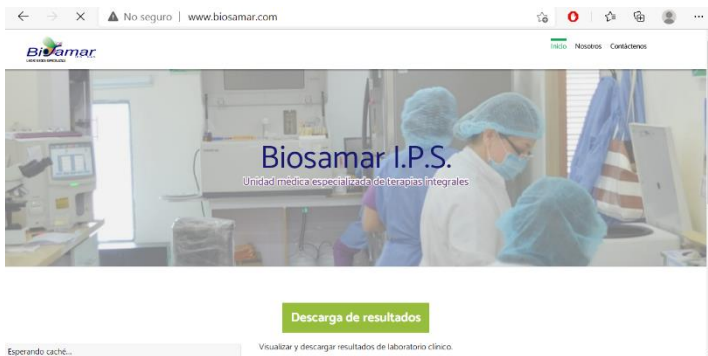 No seguro | www.biosamar.com
Biosamar
Inicio Nosotros Contáctenos
Biosamar I.P.S.
Unidad médica especializada de terapias integrales
Descarga de resultados
Visualizar y descargar resultados de laboratorio clínico.
Esperando caché...